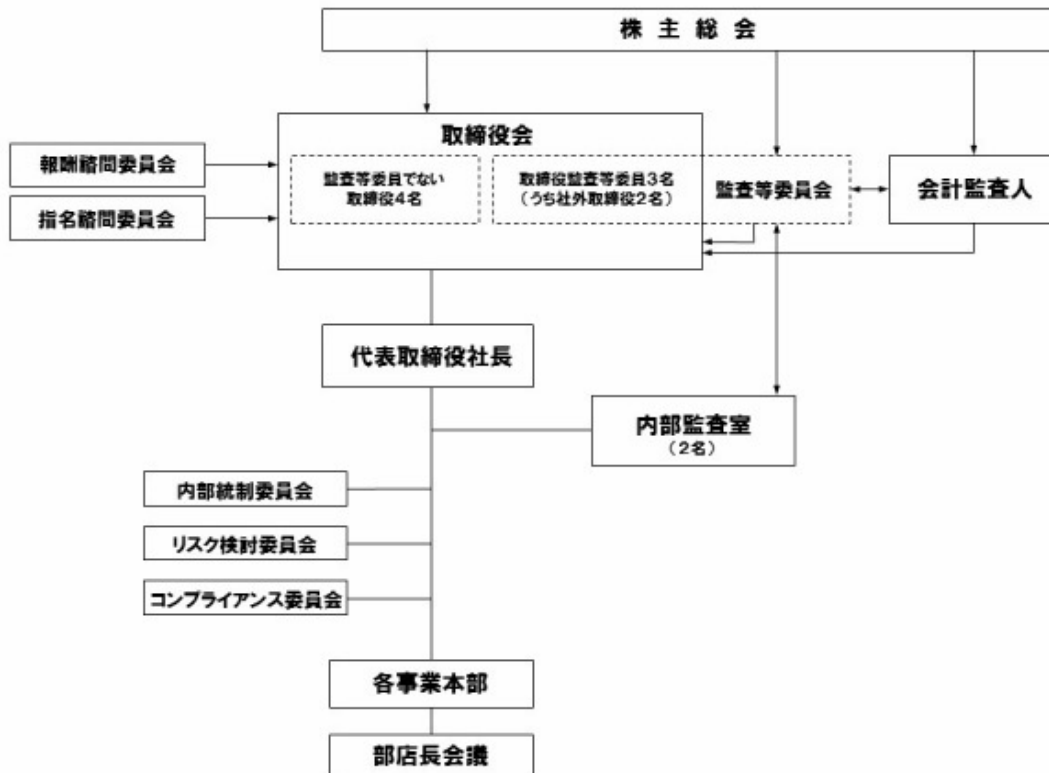 株主総会
取締役会
報酬諮問委員会
指名諮問委員会
監査等委員でない
取締役4名
取締役監査等委員3名
(うち社外取締役2名)
監査等委員会
会計監査人
代表取締役社長
内部監査室
(2名)
内部統制委員会
リスク検討委員会
コンプライアンス委員会
各事業本部
部店長会議